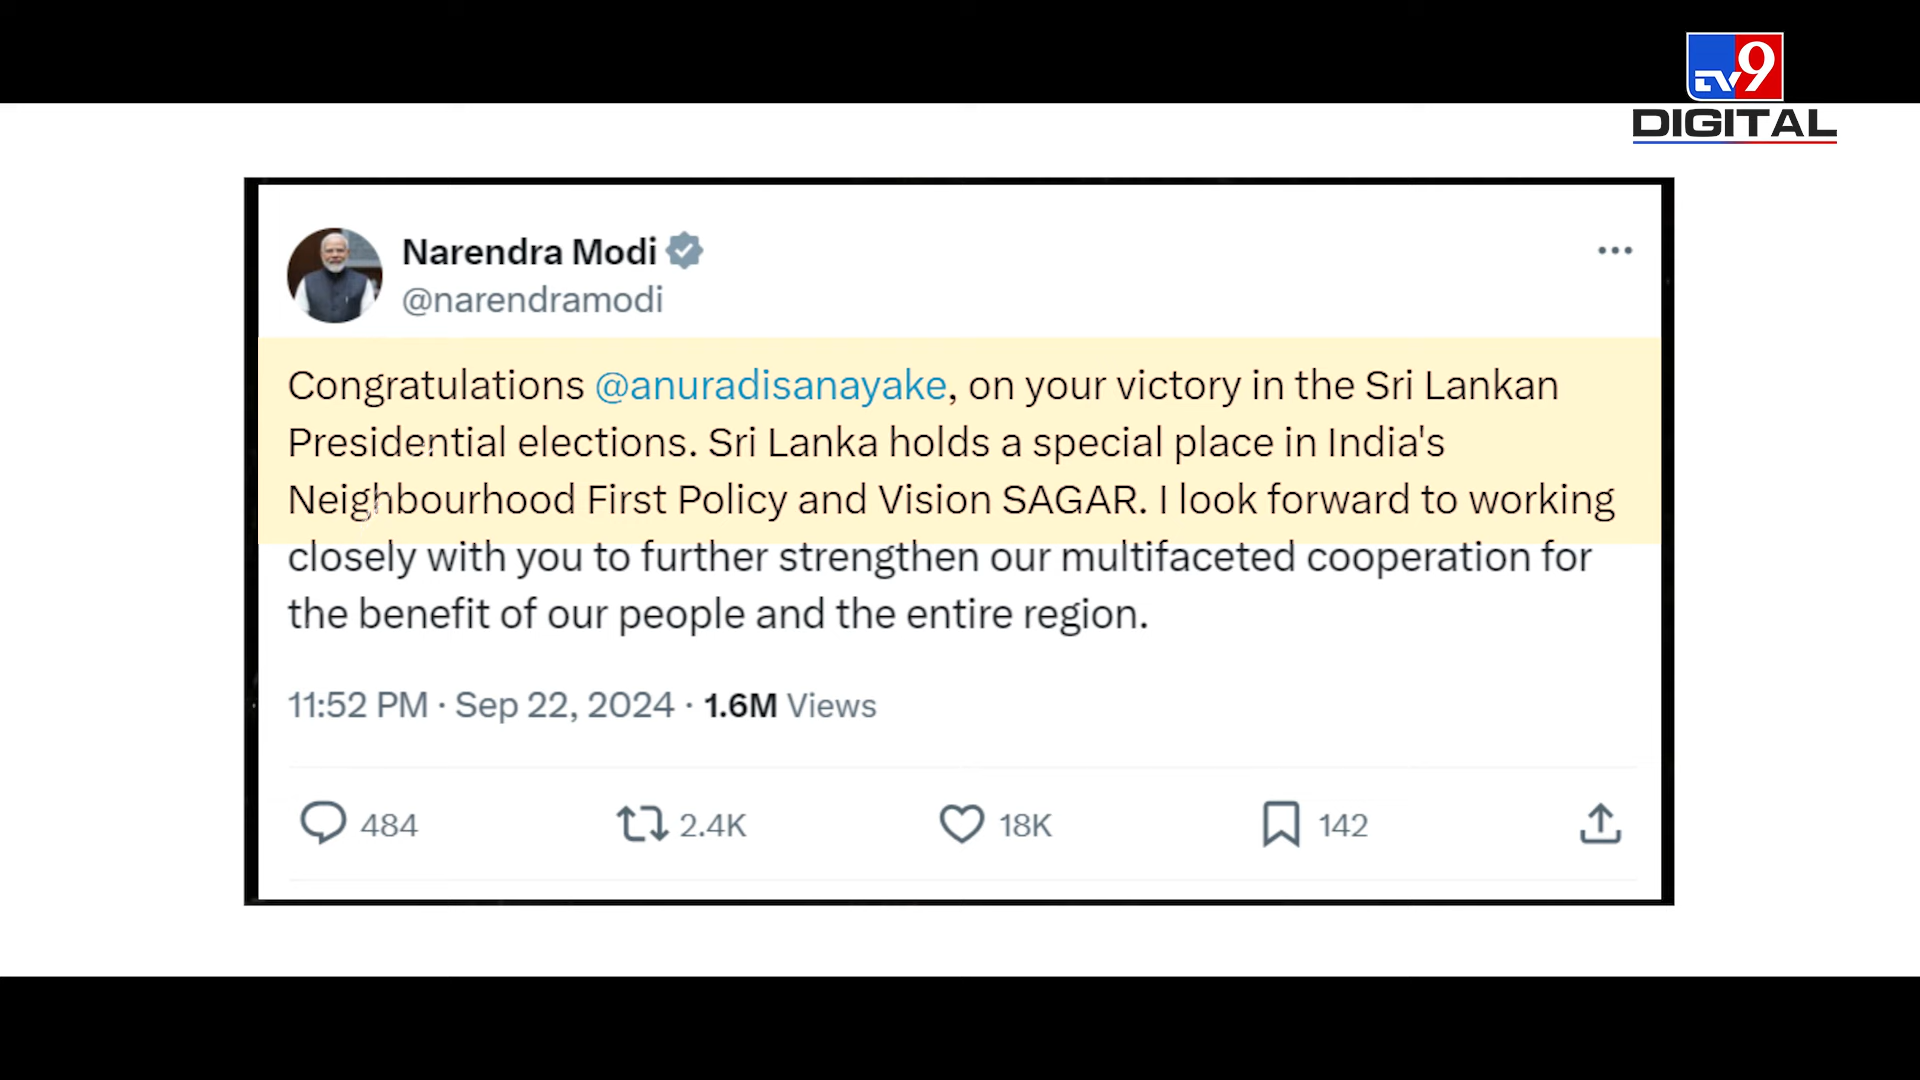 TV9
DIGITAL
Narendra Modi
@narendramodi
Congratulations @anuradisanayake, on your victory in the Sri Lankan
Presidential elections. Sri Lanka holds a special place in India's
Neighbourhood First Policy and Vision SAGAR. I look forward to working
closely with you to further strengthen our multifaceted cooperation for
the benefit of our people and the entire region.
11:52 PM · Sep 22, 2024 · 1.6M Views
484 2.4K 18K 142